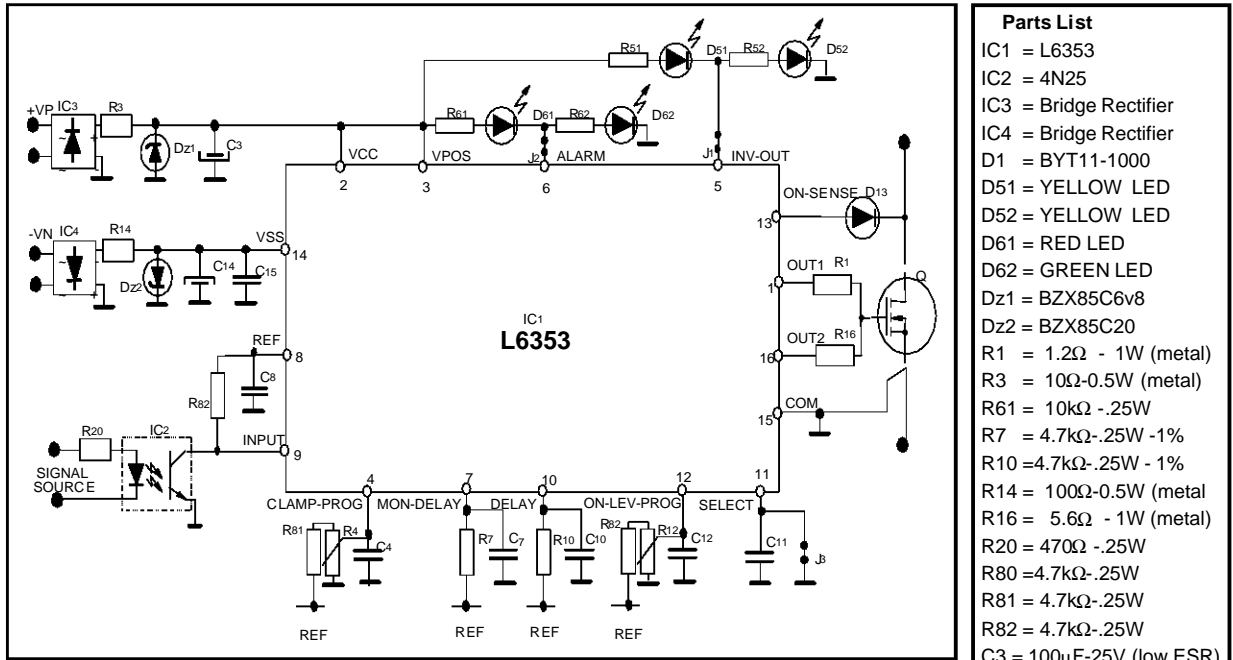 R51
D51
R52
D52
+VP
IC3
R3
R61
D61
R62
D62
Dz1
C3
VCC
VPOS
J2
ALARM
J1
INV-OUT
2
3
6
5
ON-SENSE
D13
13
-VN
IC4
R14
VSS
14
C14
C15
Dz2
OUT1
R1
1
Q
IC1
L6353
OUT2
R16
16
REF
8
C8
R82
COM
15
R20
IC2
INPUT
9
SIGNAL
SOURCE
4
7
10
12
11
CLAMP-PROG
MON-DELAY
DELAY
ON-LEV-PROG
SELECT
R81
R4
C4
R7
C7
R10
C10
R82
R12
C12
C11
J3
REF
REF
REF
REF
Parts List
IC1 = L6353
IC2 = 4N25
IC3 = Bridge Rectifier
IC4 = Bridge Rectifier
D1 = BYT11-1000
D51 = YELLOW LED
D52 = YELLOW LED
D61 = RED LED
D62 = GREEN LED
Dz1 = BZX85C6v8
Dz2 = BZX85C20
R1 = 1.2Ω - 1W (metal)
R3 = 10Ω-0.5W (metal)
R61 = 10kΩ -.25W
R7 = 4.7kΩ-.25W -1%
R10 =4.7kΩ-.25W - 1%
R14 = 100Ω-0.5W (metal
R16 = 5.6Ω - 1W (metal)
R20 = 470Ω -.25W
R80 =4.7kΩ-.25W
R81 = 4.7kΩ-.25W
R82 = 4.7kΩ-.25W
C3 = 100uF-25V (low ESR)